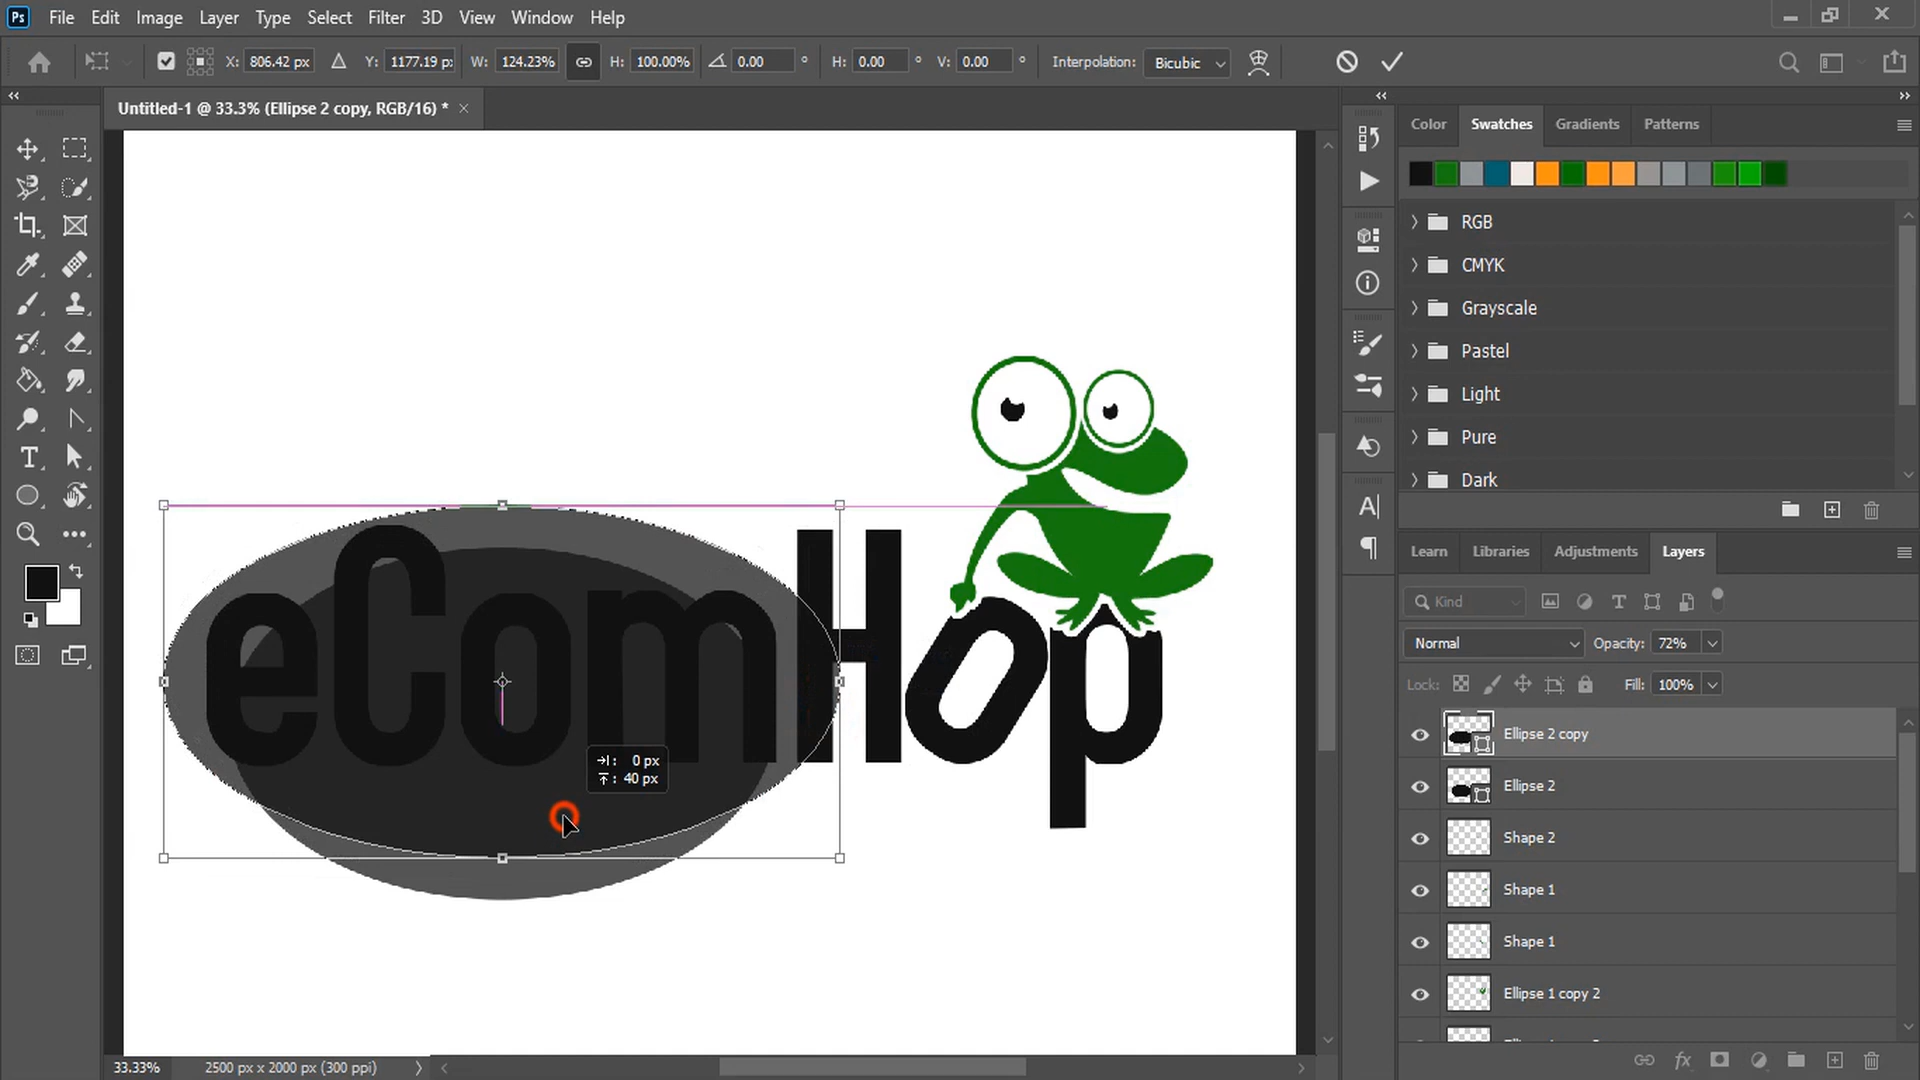 Ps File Edit Image Layer Type Select Filter 3D View Window Help
X: 806.42 px Y: 1177.19 px W: 124.23% H: 100.00% 0.00 ° H: 0.00 ° V: 0.00 ° Interpolation: Bicubic
Untitled-1 @ 33.3% (Ellipse 2 copy, RGB/16) * ×
Color Swatches Gradients Patterns
RGB
CMYK
Grayscale
Pastel
Light
Pure
Dark
eComHop
0 px
40 px
Learn Libraries Adjustments Layers
Kind
Normal Opacity: 72%
Lock: Fill: 100%
Ellipse 2 copy
Ellipse 2
Shape 2
Shape 1
Shape 1
Ellipse 1 copy 2
33.33% 2500 px x 2000 px (300 ppi)